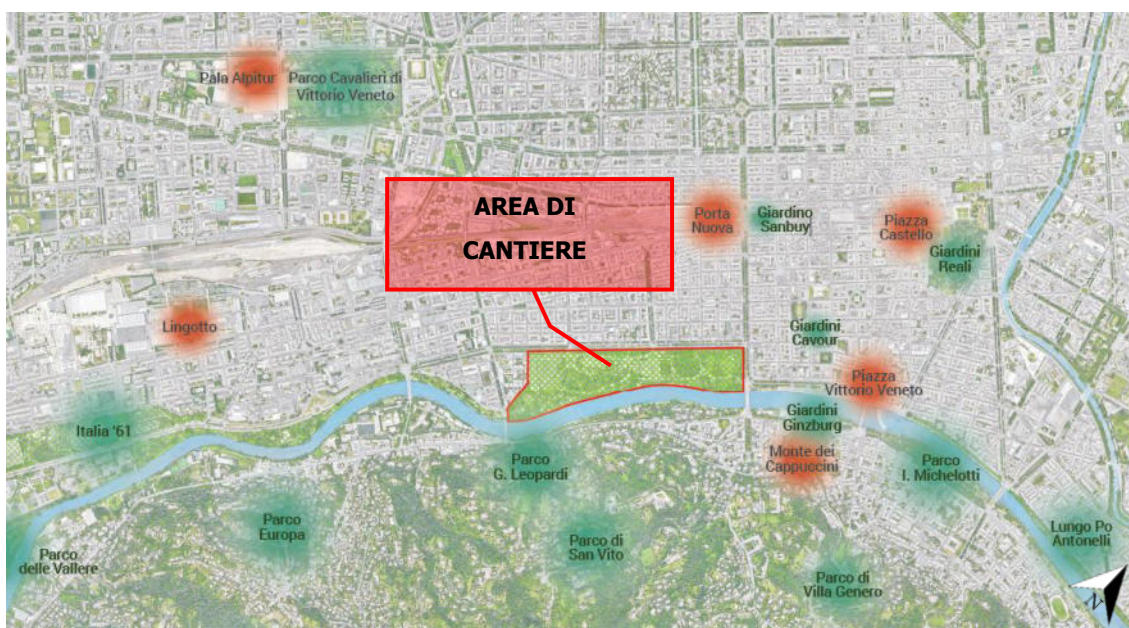 Pala Alpitur
Parco Cavalieri di
Vittorio Veneto
AREA DI
CANTIERE
Porta
Nuova
Giardino
Sanbuy
Piazza
Castello
Giardini
Reali
Lingotto
Giardini
Cavour
Piazza
Vittorio Veneto
Italia '61
Giardini
Ginzburg
Parco
G. Leopardi
Monte dei
Cappuccini
Parco
I. Michelotti
Parco
Europa
Parco di
San Vito
Lungo Po
Antonelli
Parco
delle Vallere
Parco di
Villa Genero
N